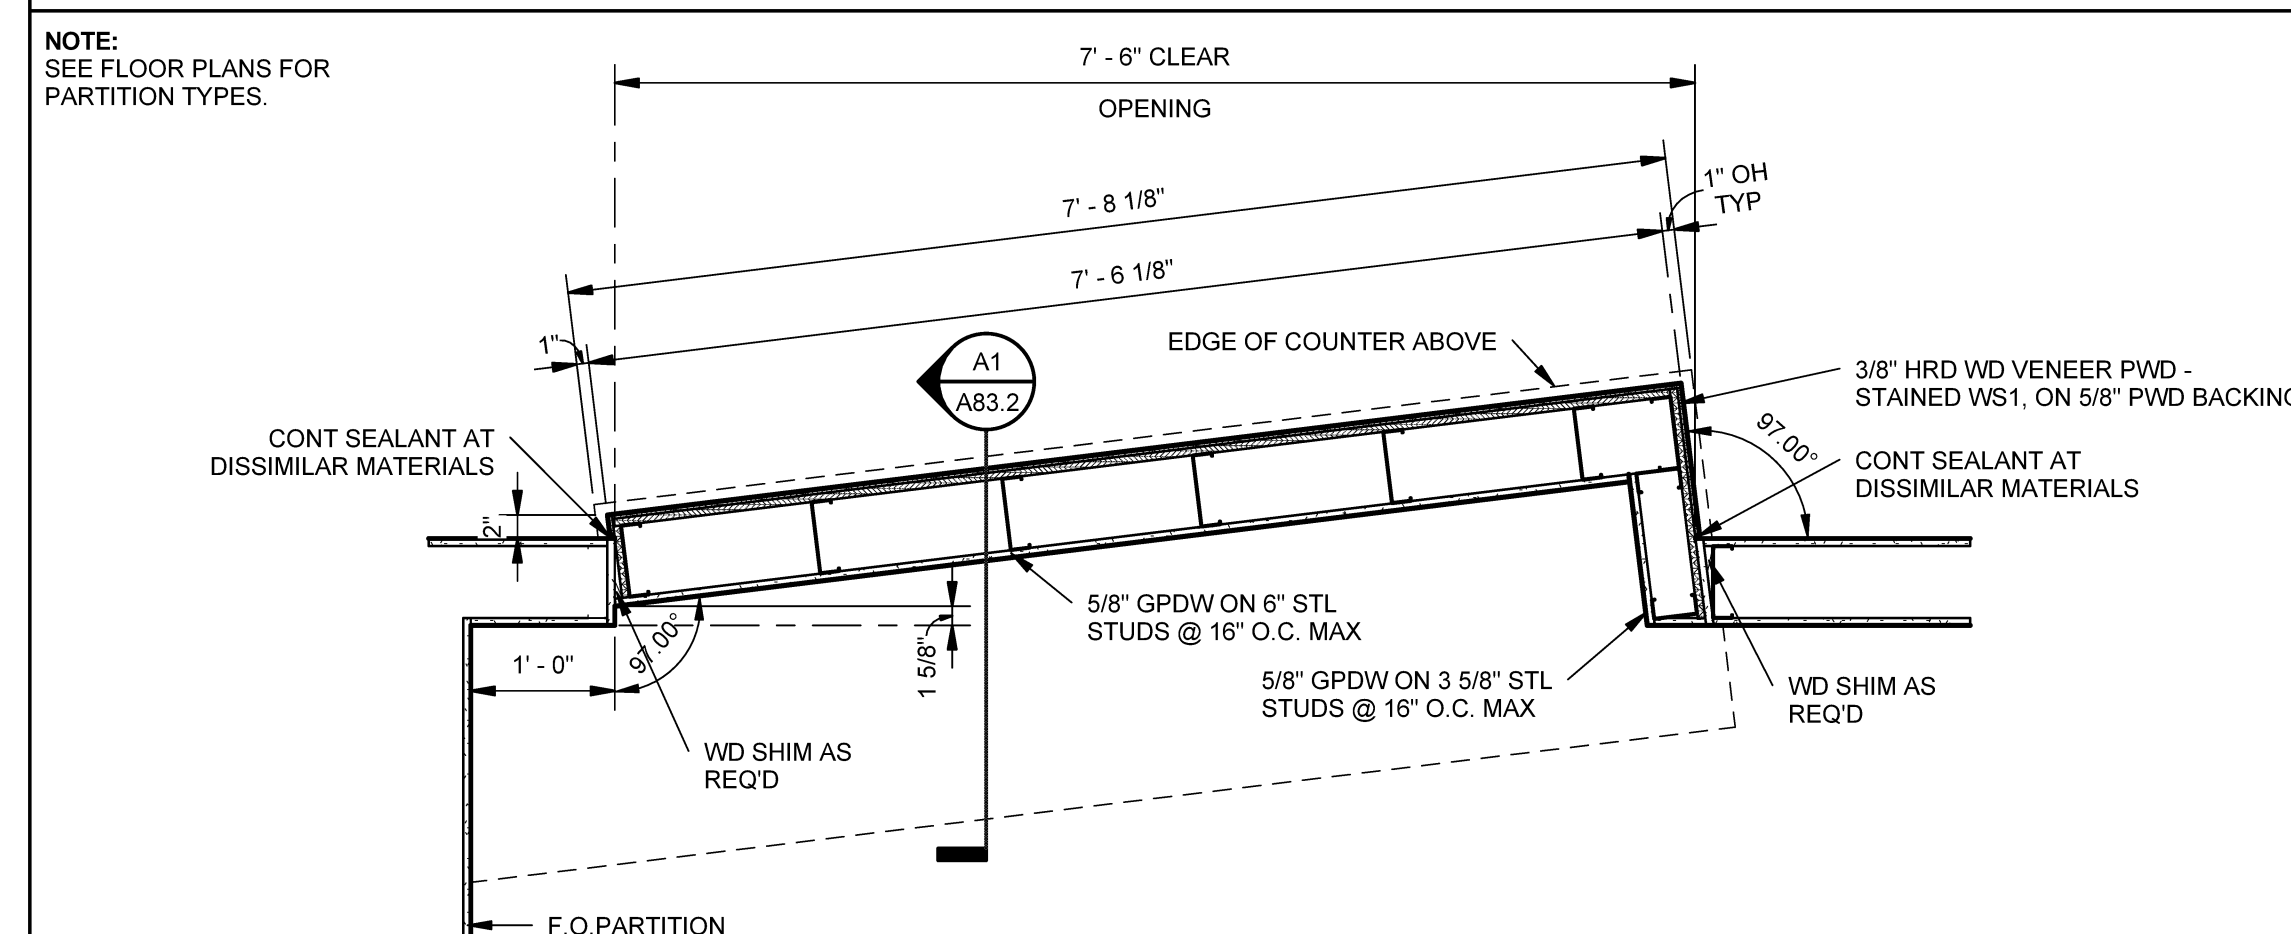 NOTE:
SEE FLOOR PLANS FOR
PARTITION TYPES.
7' - 6" CLEAR
OPENING
7' - 8 1/8"
1" OH
TYP
7' - 6 1/8"
1"
EDGE OF COUNTER ABOVE
A1
A83.2
3/8" HRD WD VENEER PWD -
STAINED WS1, ON 5/8" PWD BACKING
97.00°
CONT SEALANT AT
DISSIMILAR MATERIALS
CONT SEALANT AT
DISSIMILAR MATERIALS
2"
5/8" GPDW ON 6" STL
STUDS @ 16" O.C. MAX
97.00°
1' - 0"
1 5/8"
5/8" GPDW ON 3 5/8" STL
STUDS @ 16" O.C. MAX
WD SHIM AS
REQ'D
WD SHIM AS
REQ'D
F.O.PARTITION